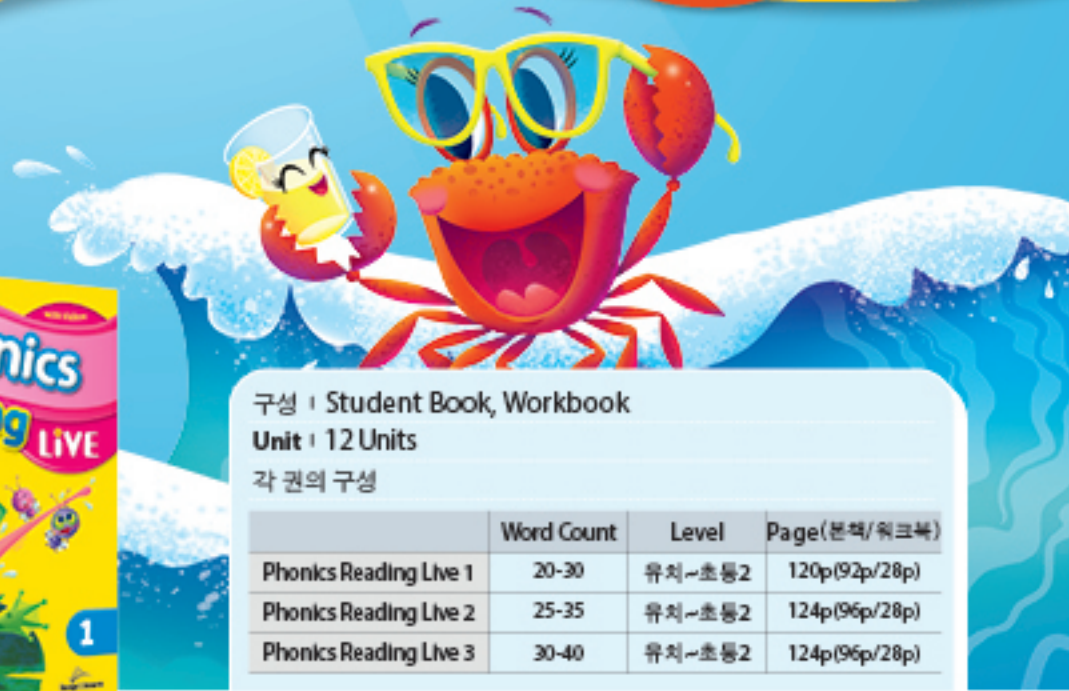 구성 | Student Book, Workbook
Unit | 12 Units
각 권의 구성
Word Count Level Page(본책/워크북)
Phonics Reading Live 1 20-30 유치~초등2 120p(92p/28p)
Phonics Reading Live 2 25-35 유치~초등2 124p(96p/28p)
Phonics Reading Live 3 30-40 유치~초등2 124p(96p/28p)
nics
g LiVE
1